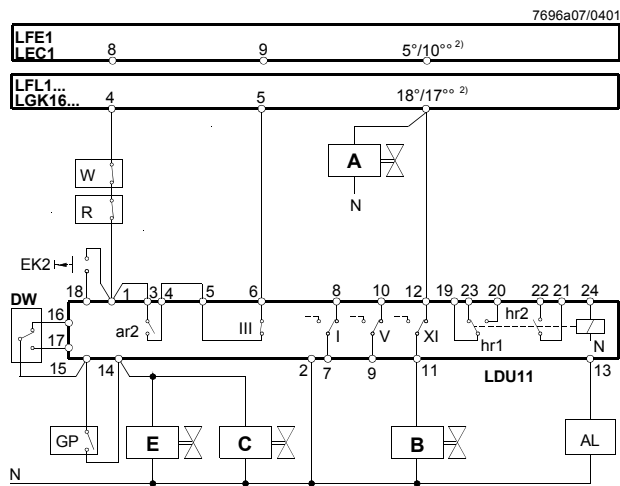 7696a07/0401
LFE1
LEC1
8 9 5°/10°° 2)
LFL1...
LGK16...
4 5 18°/17°° 2)
W
A
R
N
EK2
18 1 3 4 5 6 8 10 12 19 23 20 22 21 24
DW
16
ar2 III I V XI hr1 hr2 N
17
15 14 2 7 9 11 LDU11 13
GP E C B AL
N